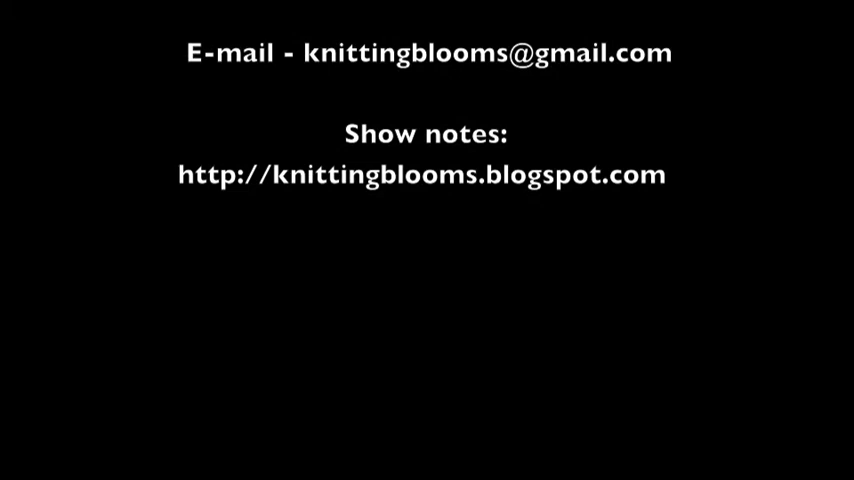 E-mail - knittingblooms@gmail.com
Show notes:
http://knittingblooms.blogspot.com